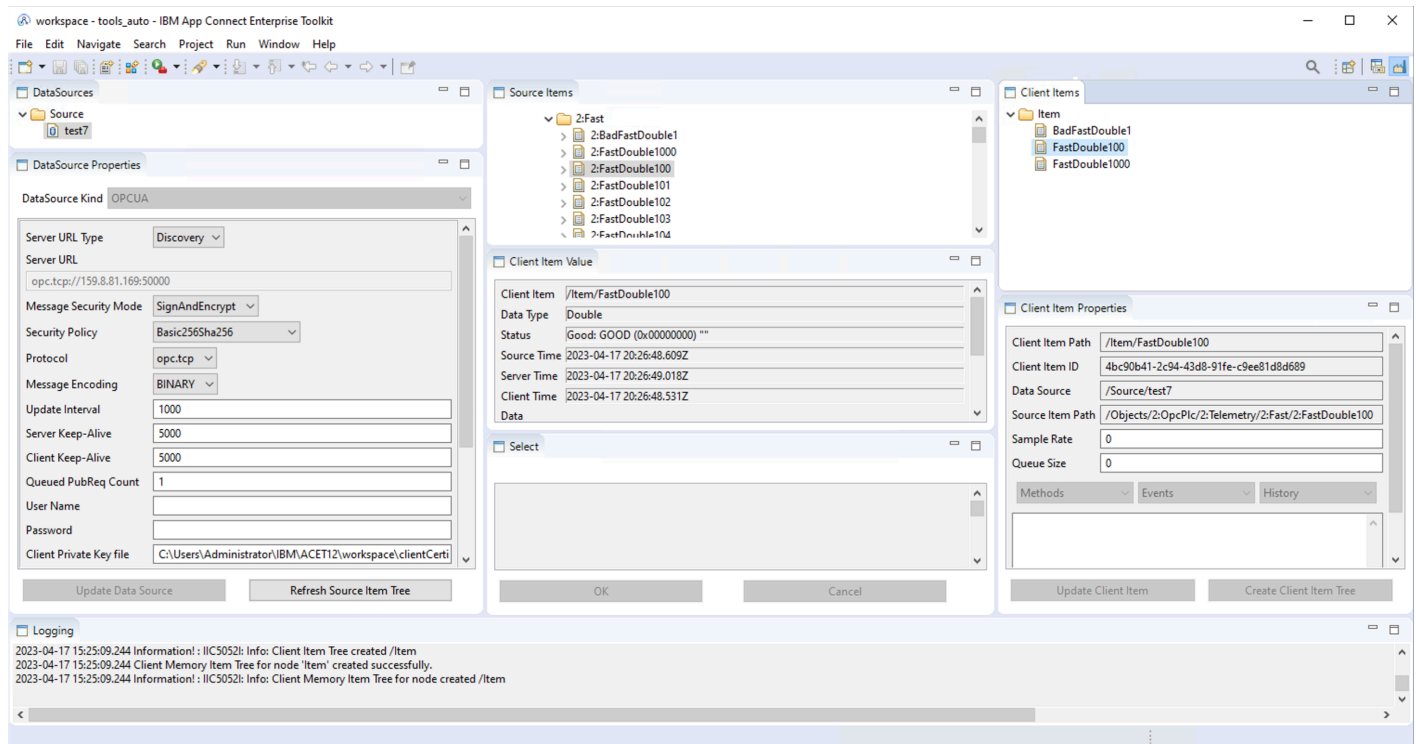 workspace - tools_auto - IBM App Connect Enterprise Toolkit
File Edit Navigate Search Project Run Window Help
DataSources
Source
test7
DataSource Properties
DataSource Kind OPCUA
Server URL Type Discovery
Server URL
opc.tcp://159.8.81.169:50000
Message Security Mode SignAndEncrypt
Security Policy Basic256Sha256
Protocol opc.tcp
Message Encoding BINARY
Update Interval 1000
Server Keep-Alive 5000
Client Keep-Alive 5000
Queued PubReq Count 1
User Name
Password
Client Private Key file C:\Users\Administrator\IBM\ACET12\workspace\clientCerti
Update Data Source Refresh Source Item Tree
Source Items
2:Fast
2:BadFastDouble1
2:FastDouble1000
2:FastDouble100
2:FastDouble101
2:FastDouble102
2:FastDouble103
2:FastDouble104
Client Item Value
Client Item /Item/FastDouble100
Data Type Double
Status Good: GOOD (0x00000000) ""
Source Time 2023-04-17 20:26:48.609Z
Server Time 2023-04-17 20:26:49.018Z
Client Time 2023-04-17 20:26:48.531Z
Data
Select
OK Cancel
Client Items
Item
BadFastDouble1
FastDouble100
FastDouble1000
Client Item Properties
Client Item Path /Item/FastDouble100
Client Item ID 4bc90b41-2c94-43d8-91fe-c9ee81d8d689
Data Source /Source/test7
Source Item Path /Objects/2:OpcPlc/2:Telemetry/2:Fast/2:FastDouble100
Sample Rate 0
Queue Size 0
Methods Events History
Update Client Item Create Client Item Tree
Logging
2023-04-17 15:25:09.244 Information! : IIC5052I: Info: Client Item Tree created /Item
2023-04-17 15:25:09.244 Client Memory Item Tree for node 'Item' created successfully.
2023-04-17 15:25:09.244 Information! : IIC5052I: Info: Client Memory Item Tree for node created /Item